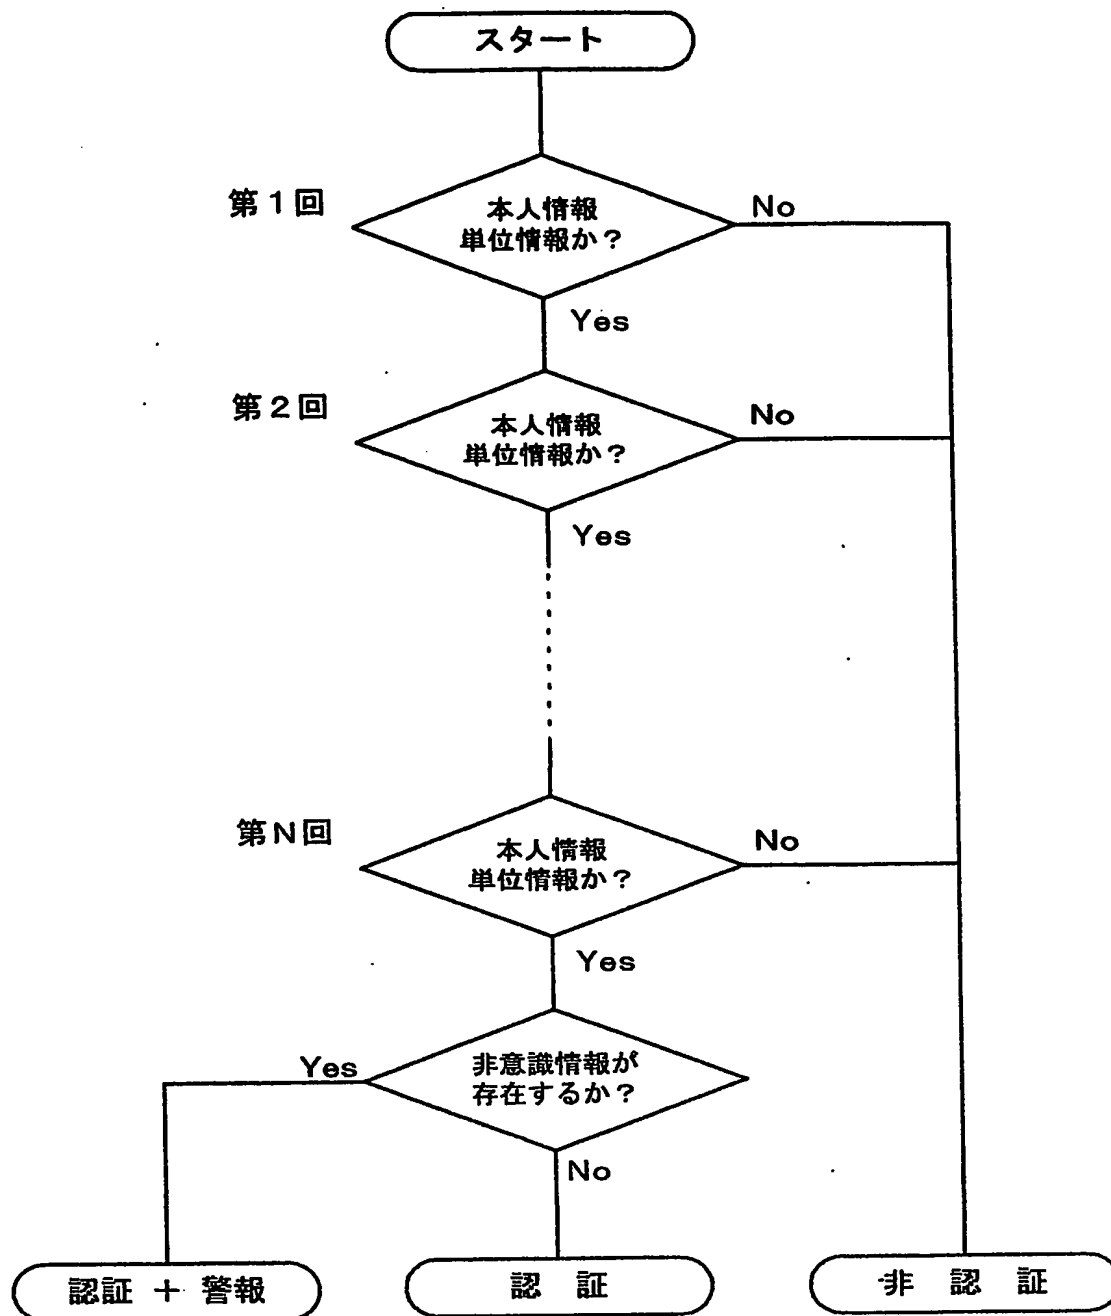 スタート
第1回
本人情報
単位情報か？
No
Yes
第2回
本人情報
単位情報か？
No
Yes
第N回
本人情報
単位情報か？
No
Yes
非意識情報が
存在するか？
Yes
No
認証 + 警報
認 証
非 認 証